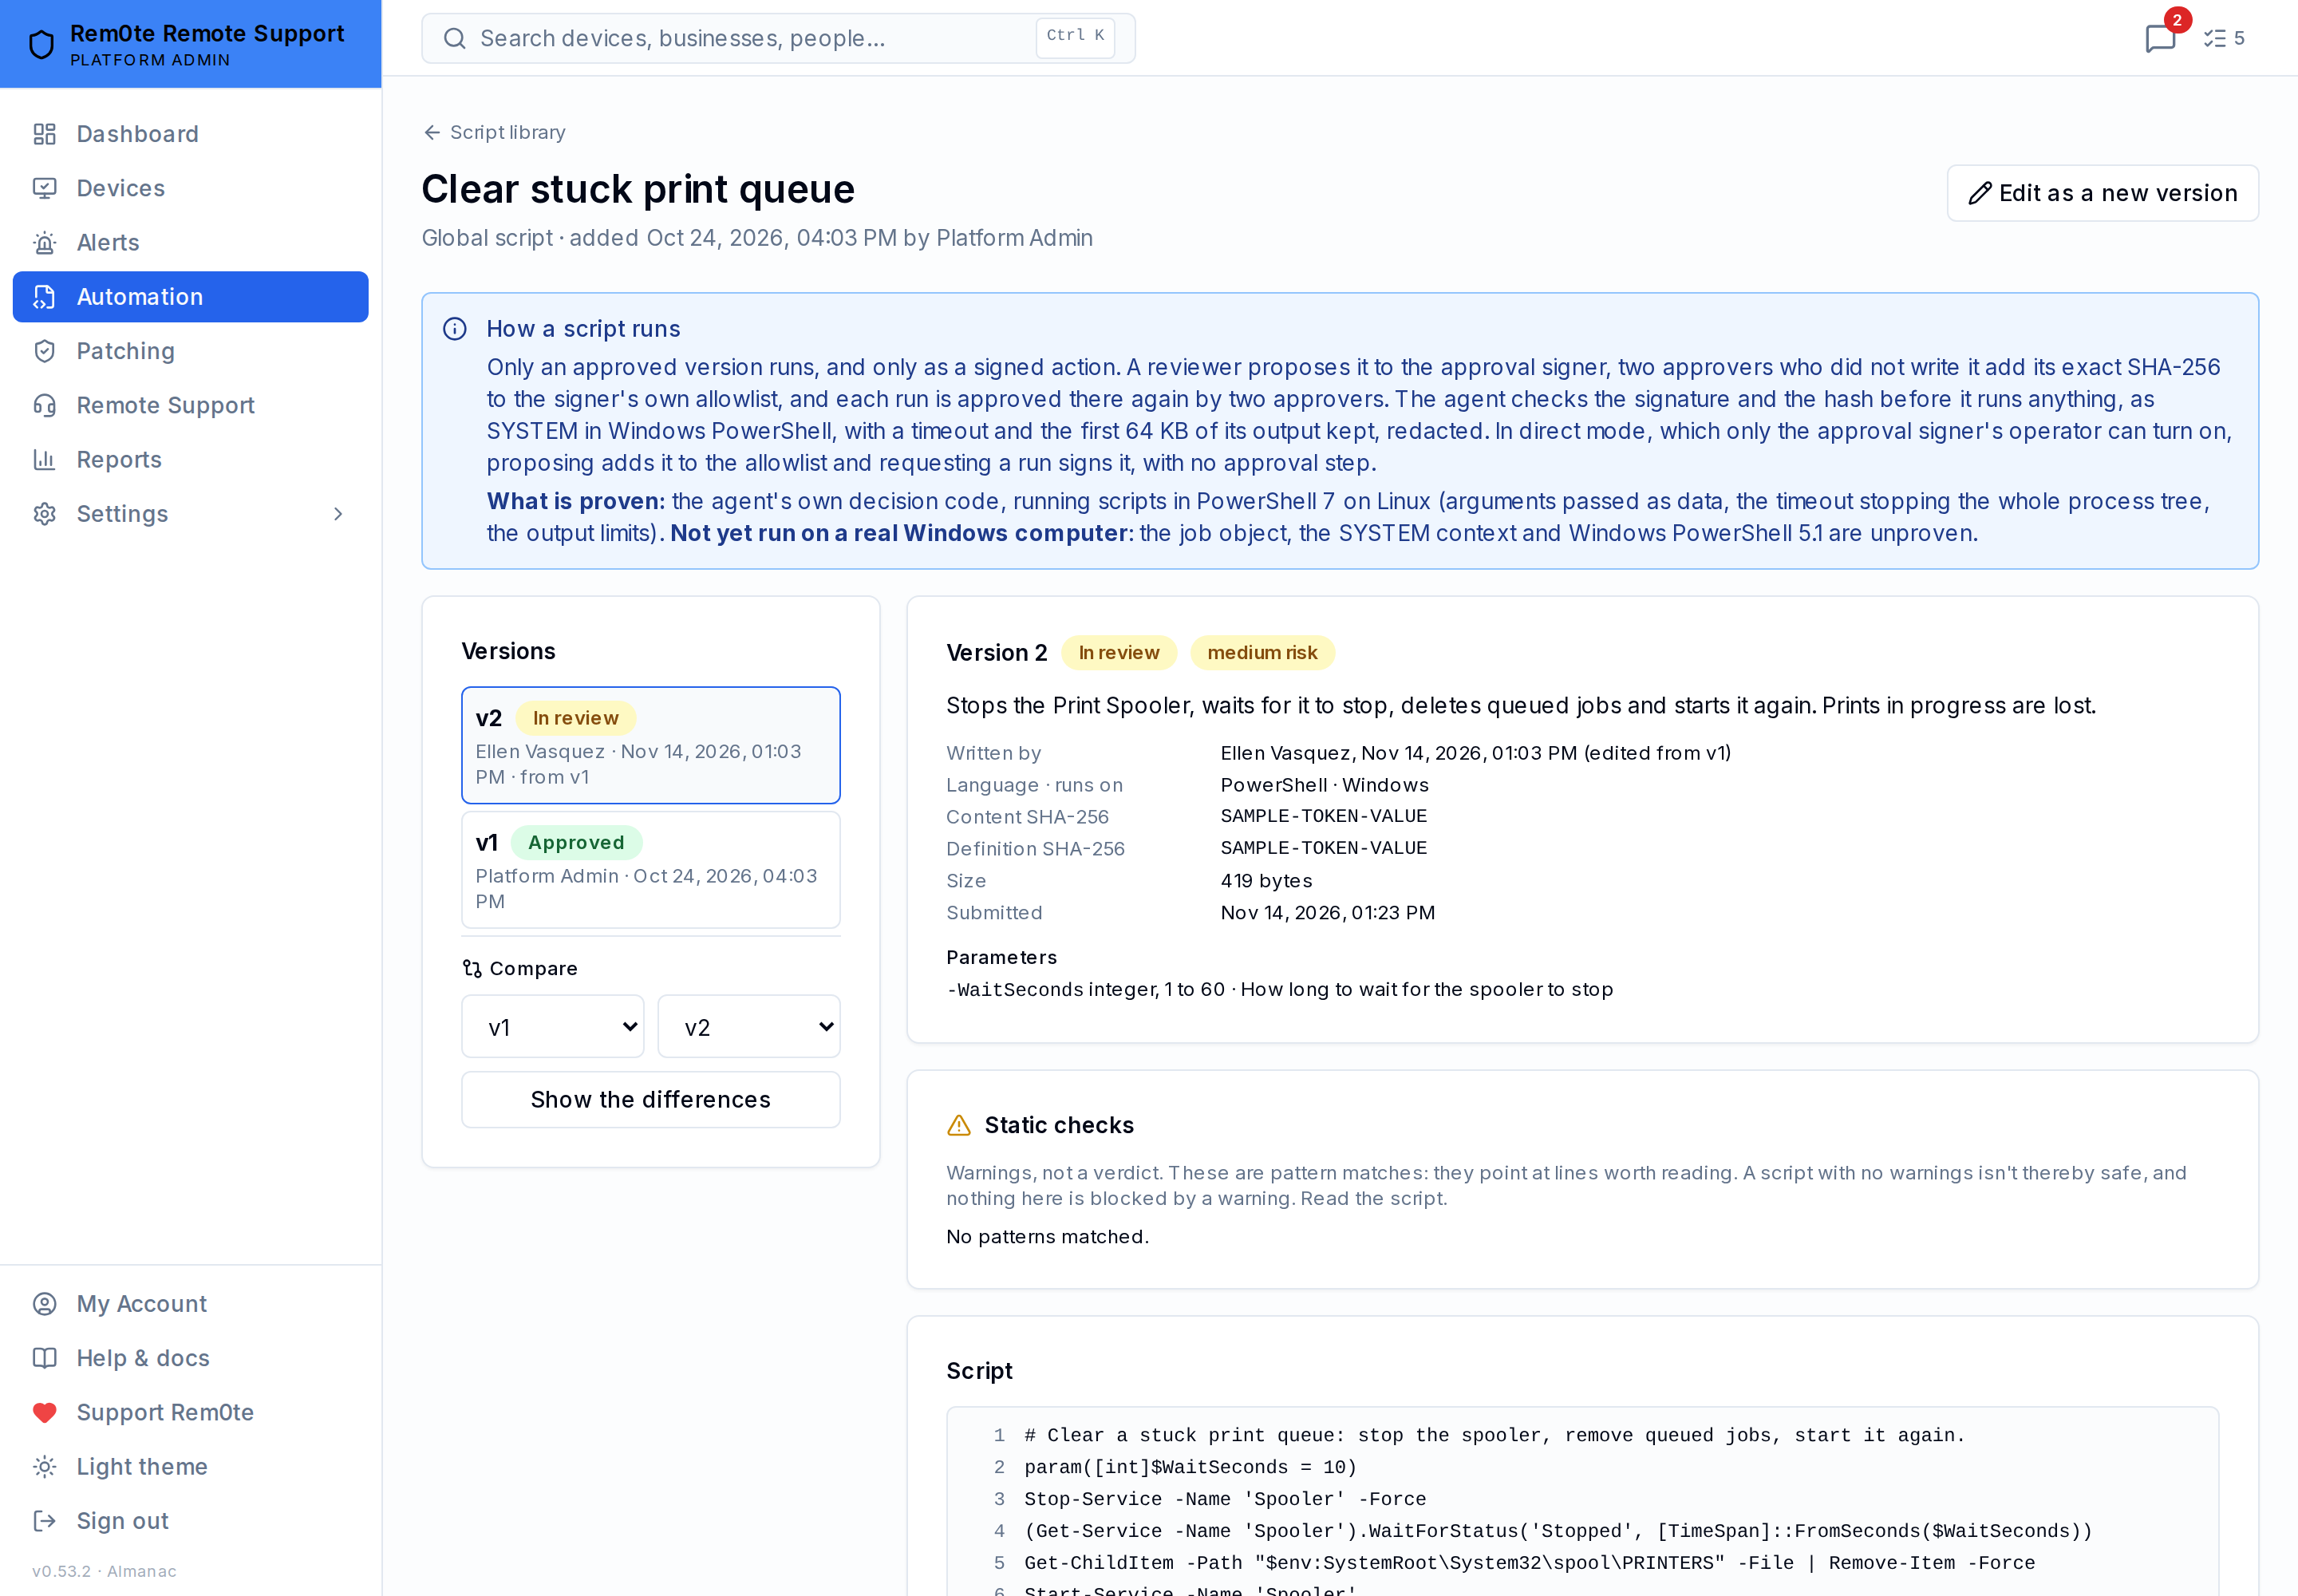 Rem0te Remote Support
PLATFORM ADMIN
Search devices, businesses, people...
Ctrl K
2
5
Dashboard
Devices
Alerts
Automation
Patching
Remote Support
Reports
Settings
Script library
Clear stuck print queue
Edit as a new version
Global script · added Oct 24, 2026, 04:03 PM by Platform Admin
How a script runs
Only an approved version runs, and only as a signed action. A reviewer proposes it to the approval signer, two approvers who did not write it add its exact SHA-256
to the signer's own allowlist, and each run is approved there again by two approvers. The agent checks the signature and the hash before it runs anything, as
SYSTEM in Windows PowerShell, with a timeout and the first 64 KB of its output kept, redacted. In direct mode, which only the approval signer's operator can turn on,
proposing adds it to the allowlist and requesting a run signs it, with no approval step.
What is proven: the agent's own decision code, running scripts in PowerShell 7 on Linux (arguments passed as data, the timeout stopping the whole process tree,
the output limits). Not yet run on a real Windows computer: the job object, the SYSTEM context and Windows PowerShell 5.1 are unproven.
Versions
v2 In review
Ellen Vasquez · Nov 14, 2026, 01:03
PM · from v1
v1 Approved
Platform Admin · Oct 24, 2026, 04:03
PM
Compare
v1
v2
Show the differences
Version 2 In review medium risk
Stops the Print Spooler, waits for it to stop, deletes queued jobs and starts it again. Prints in progress are lost.
Written by Ellen Vasquez, Nov 14, 2026, 01:03 PM (edited from v1)
Language · runs on PowerShell · Windows
Content SHA-256 SAMPLE-TOKEN-VALUE
Definition SHA-256 SAMPLE-TOKEN-VALUE
Size 419 bytes
Submitted Nov 14, 2026, 01:23 PM
Parameters
-WaitSeconds integer, 1 to 60 · How long to wait for the spooler to stop
Static checks
Warnings, not a verdict. These are pattern matches: they point at lines worth reading. A script with no warnings isn't thereby safe, and
nothing here is blocked by a warning. Read the script.
No patterns matched.
Script
1 # Clear a stuck print queue: stop the spooler, remove queued jobs, start it again.
2 param([int]$WaitSeconds = 10)
3 Stop-Service -Name 'Spooler' -Force
4 (Get-Service -Name 'Spooler').WaitForStatus('Stopped', [TimeSpan]::FromSeconds($WaitSeconds))
5 Get-ChildItem -Path "$env:SystemRoot\System32\spool\PRINTERS" -File | Remove-Item -Force
6 Start-Service -Name 'Spooler'
My Account
Help & docs
Support Rem0te
Light theme
Sign out
v0.53.2 · Almanac